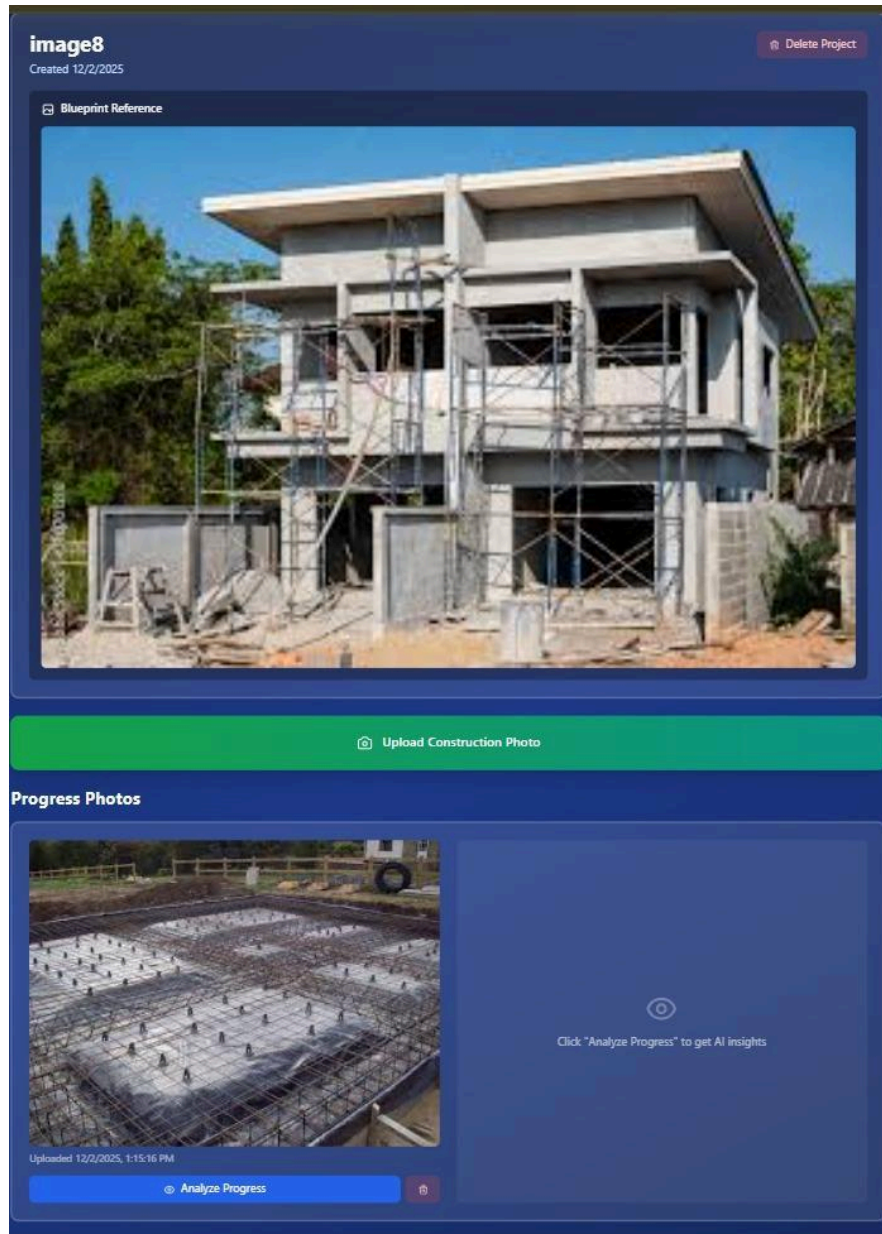 image8
Delete Project
Created 12/2/2025
Blueprint Reference
Upload Construction Photo
Progress Photos
Click "Analyze Progress" to get AI insights
Uploaded 12/2/2025, 1:15:16 PM
Analyze Progress